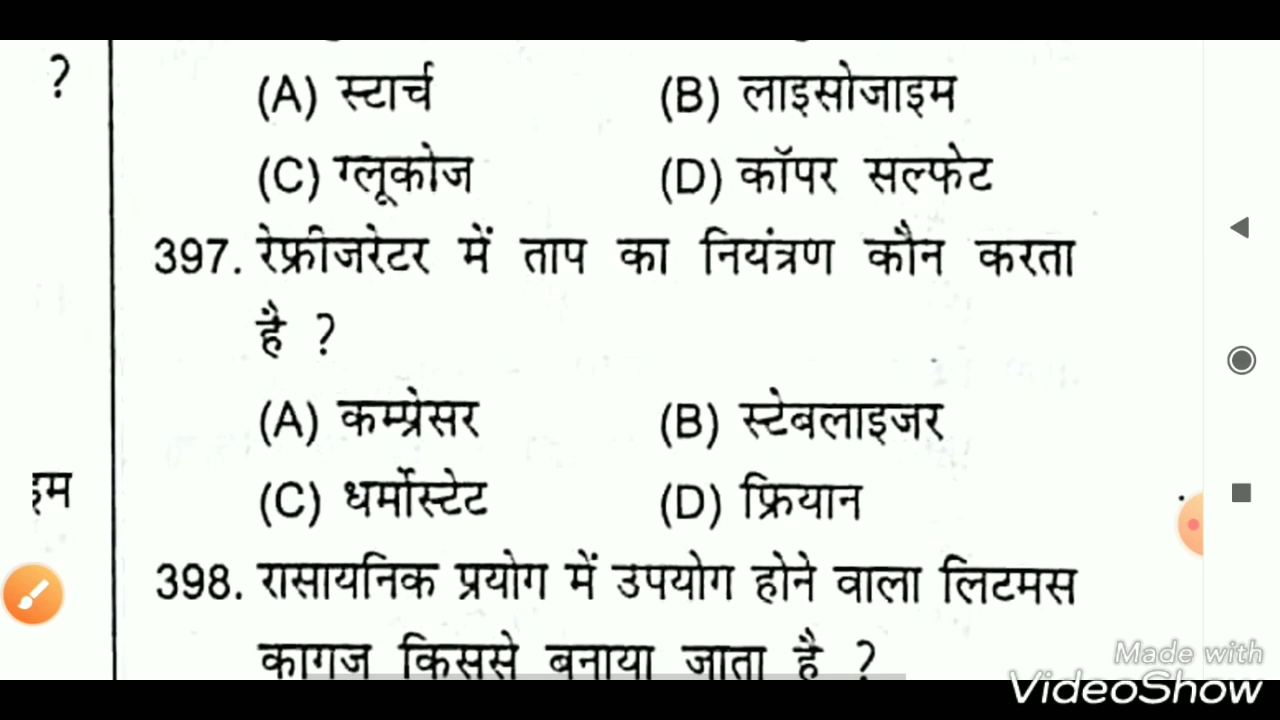 ?
(A) स्टार्च (B) लाइसोजाइम
(C) ग्लूकोज (D) कॉपर सल्फेट
397. रेफ्रीजरेटर में ताप का नियंत्रण कौन करता
है ?
(A) कम्प्रेसर (B) स्टेबलाइजर
(C) धर्मोस्टेट (D) फ्रियान
398. रासायनिक प्रयोग में उपयोग होने वाला लिटमस
कागज किससे बनाया जाता है ?
Made with
VideoShow